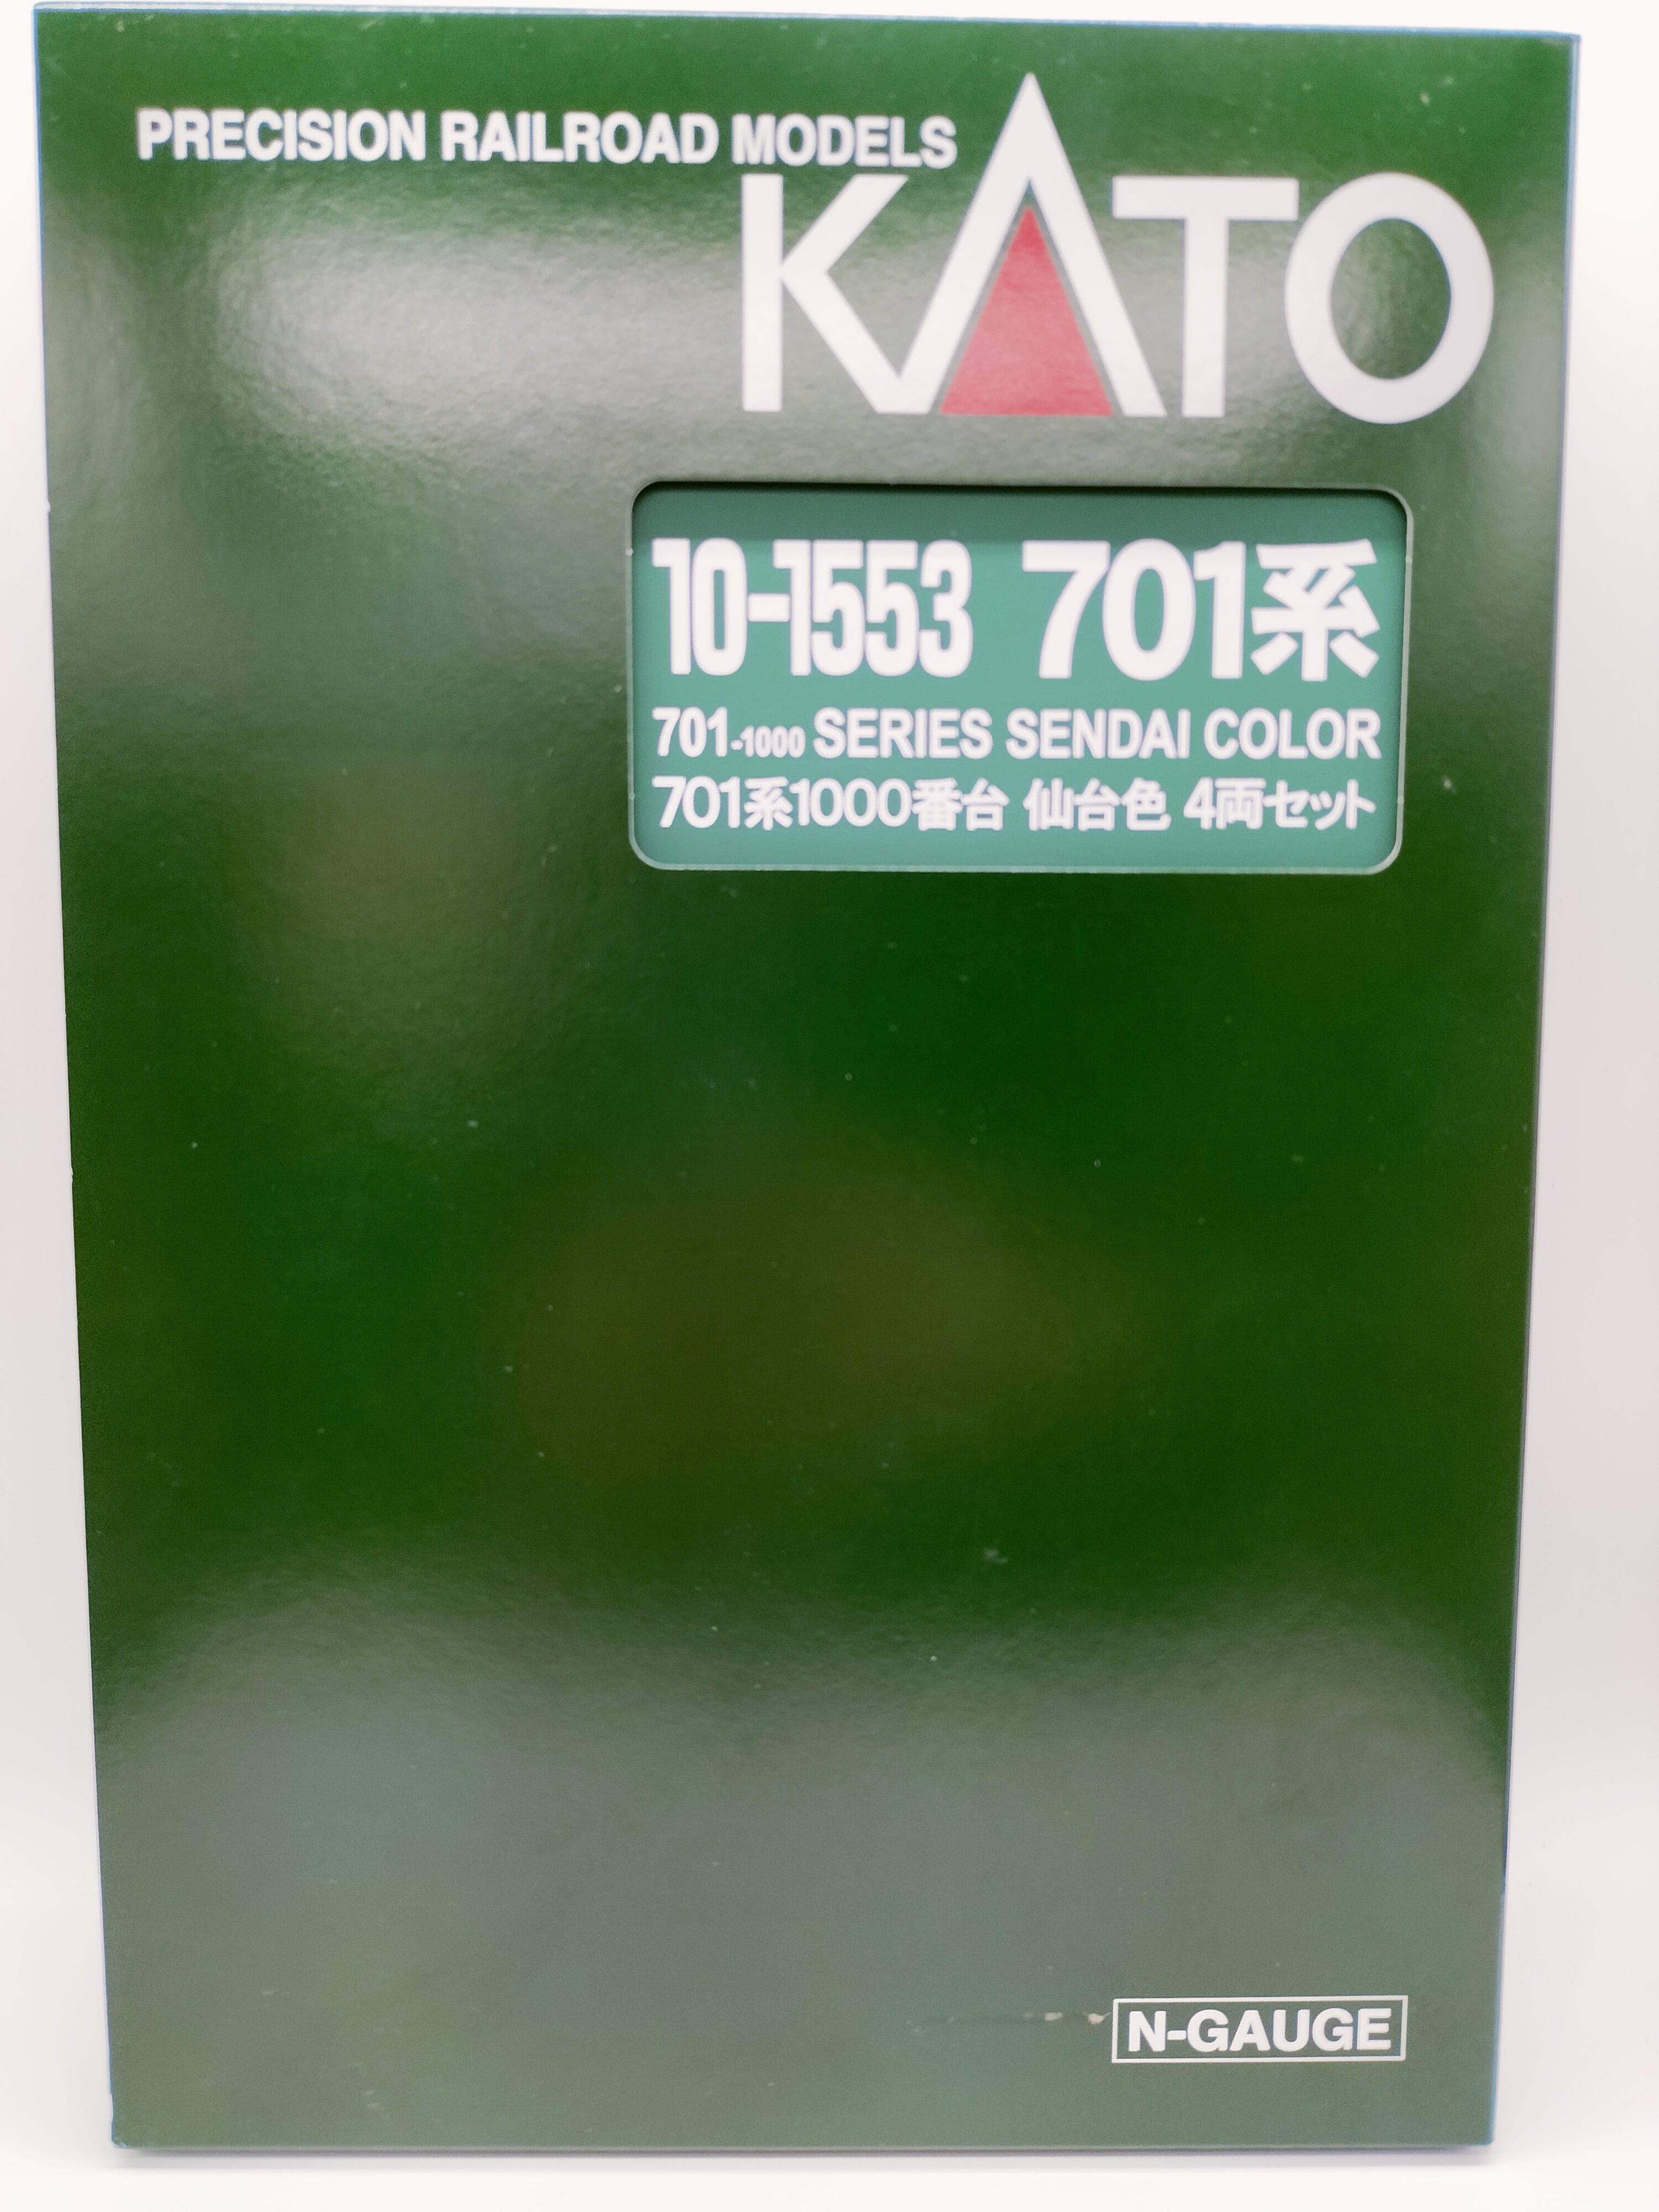 PRECISION RAILROAD MODELS
KATO
10-1553 701系
701-1000 SERIES SENDAI COLOR
701系1000番台 仙台色 4両セット
N-GAUGE